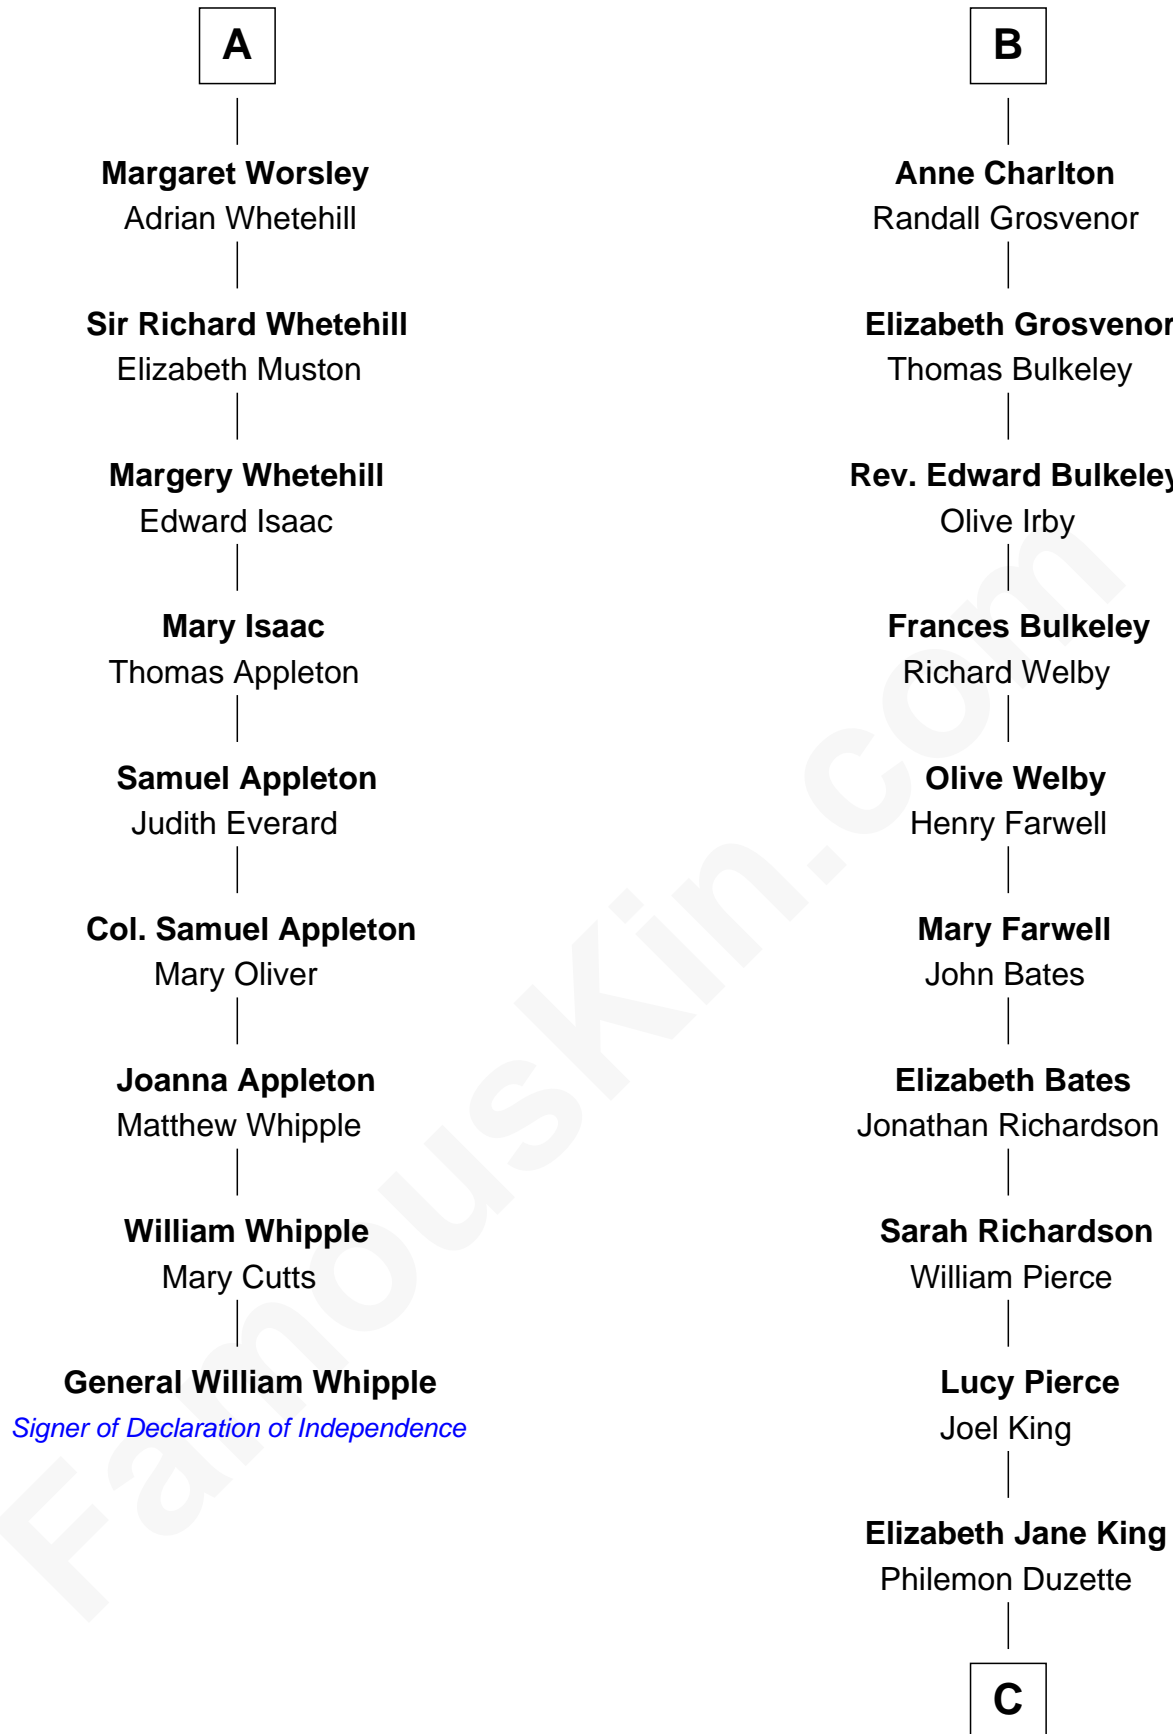 A
Margaret Worsley
Adrian Whetehill
Sir Richard Whetehill
Elizabeth Muston
Margery Whetehill
Edward Isaac
Mary Isaac
Thomas Appleton
Samuel Appleton
Judith Everard
Col. Samuel Appleton
Mary Oliver
Joanna Appleton
Matthew Whipple
William Whipple
Mary Cutts
General William Whipple
Signer of Declaration of Independence
B
Anne Charlton
Randall Grosvenor
Elizabeth Grosvenor
Thomas Bulkeley
Rev. Edward Bulkeley
Olive Irby
Frances Bulkeley
Richard Welby
Olive Welby
Henry Farwell
Mary Farwell
John Bates
Elizabeth Bates
Jonathan Richardson
Sarah Richardson
William Pierce
Lucy Pierce
Joel King
Elizabeth Jane King
Philemon Duzette
C
FamousKin.com